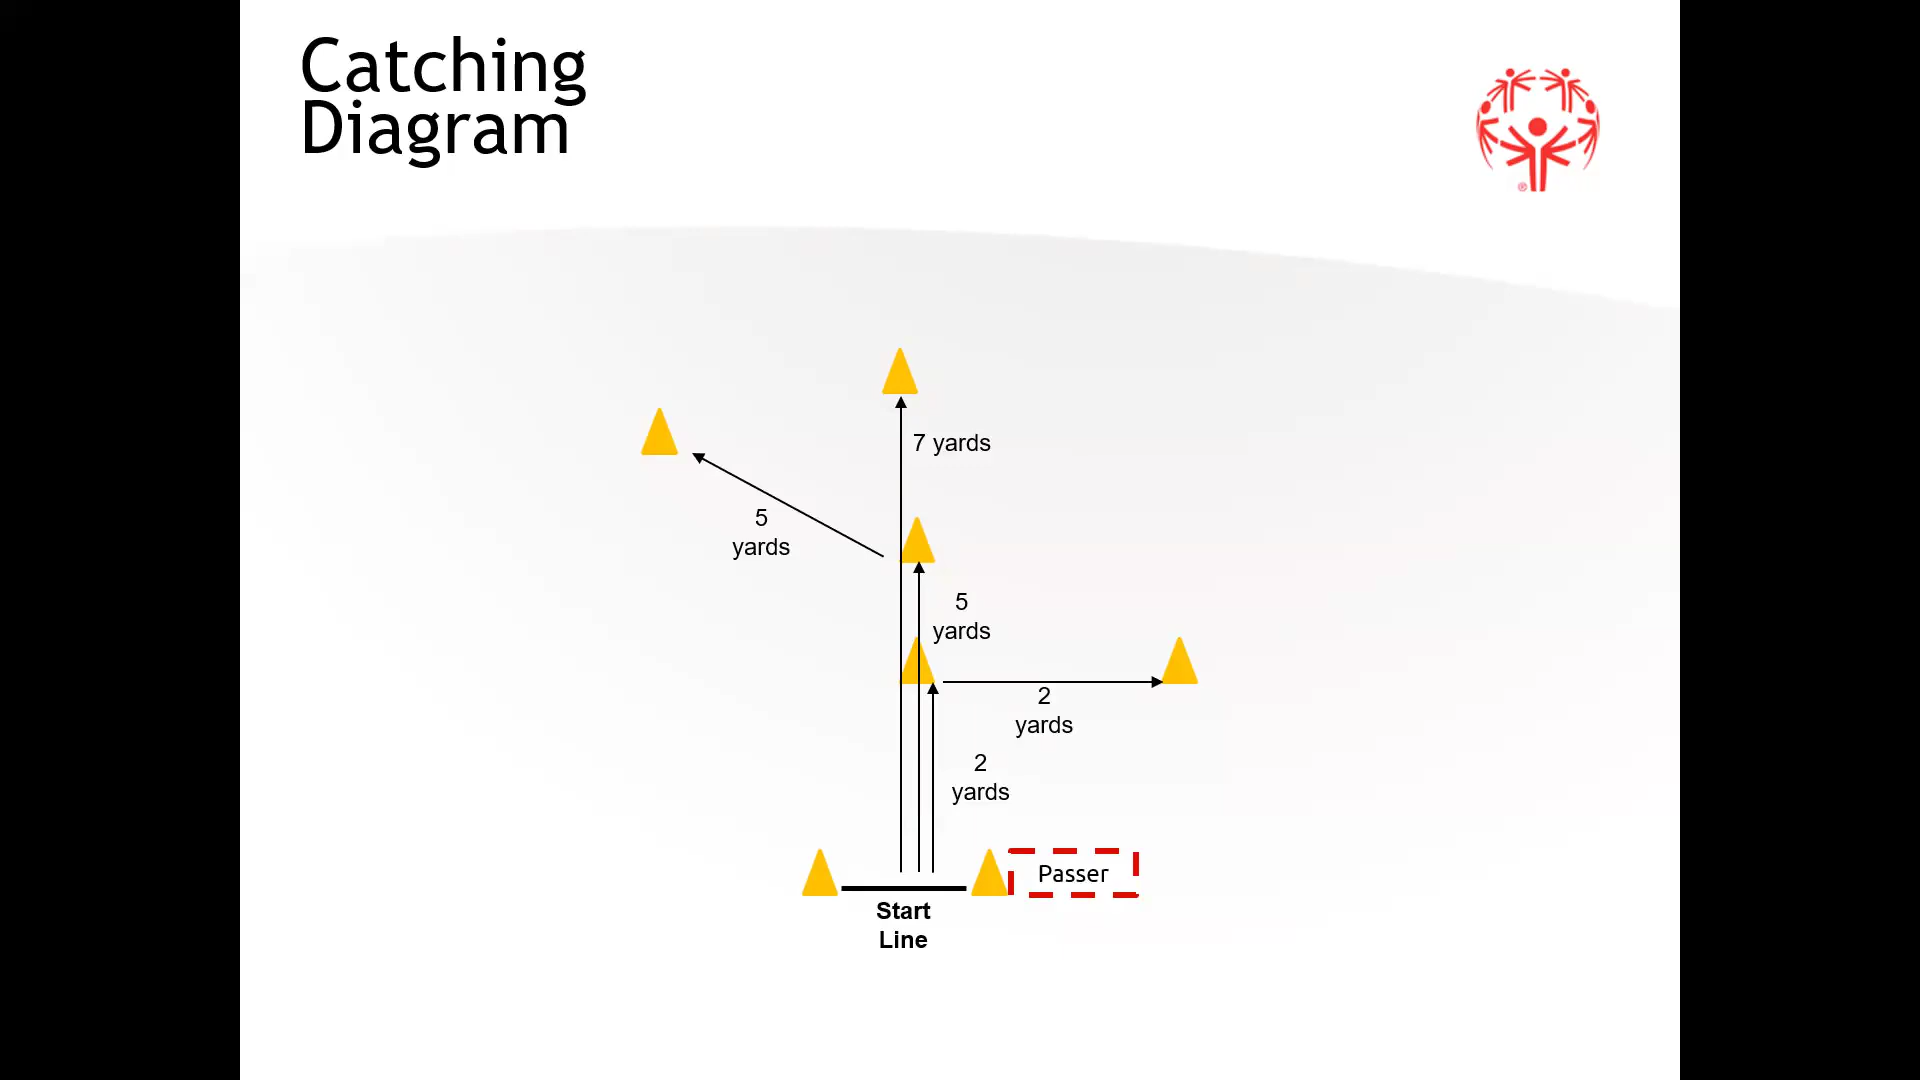 Catching
Diagram
®
7 yards
5
yards
5
yards
2
yards
2
yards
Passer
Start
Line